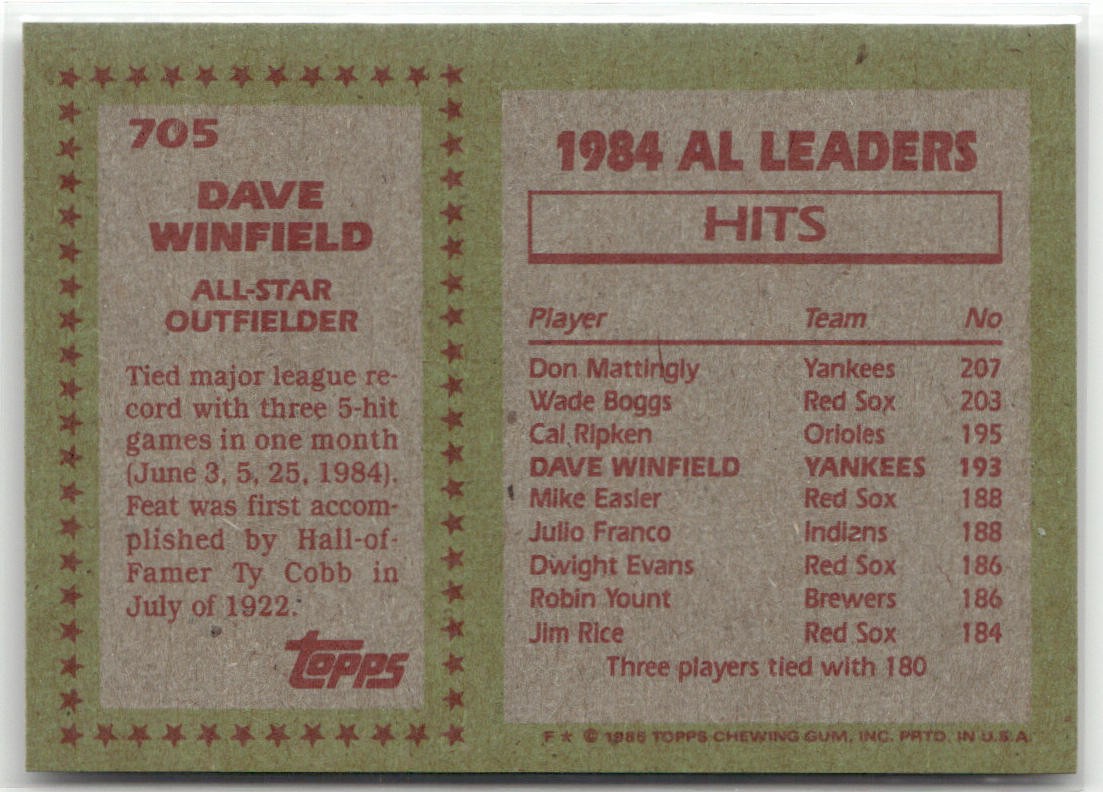 705
DAVE
WINFIELD
ALL-STAR
OUTFIELDER
Tied major league re-
cord with three 5-hit
games in one month
(June 3, 5, 25, 1984).
Feat was first accom-
plished by Hall-of-
Famer Ty Cobb in
July of 1922.
topps
1984 AL LEADERS
HITS
Player Team No
Don Mattingly Yankees 207
Wade Boggs Red Sox 203
Cal Ripken Orioles 195
DAVE WINFIELD YANKEES 193
Mike Easler Red Sox 188
Julio Franco Indians 188
Dwight Evans Red Sox 186
Robin Yount Brewers 186
Jim Rice Red Sox 184
Three players tied with 180
F ★ © 1985 TOPPS CHEWING GUM, INC. PRTD. IN U.S.A.